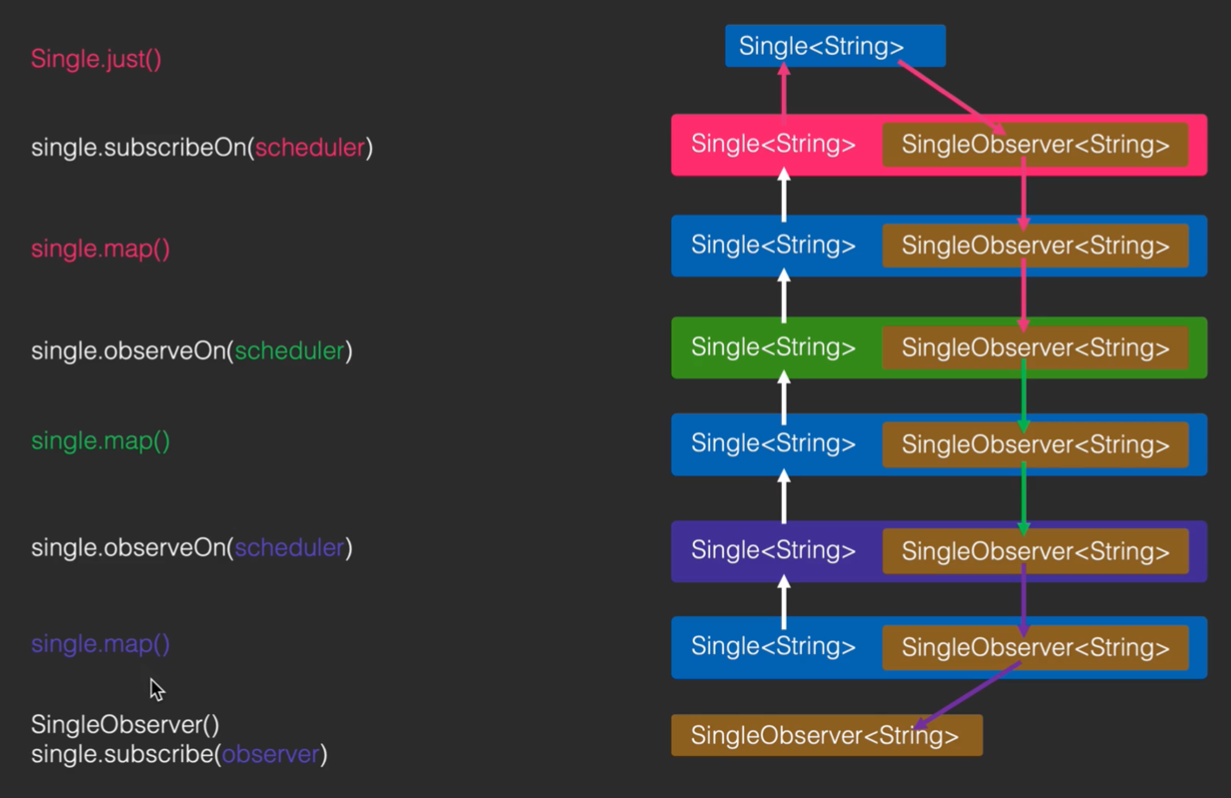 Single.just()
Single<String>
single.subscribeOn(scheduler)
Single<String>
SingleObserver<String>
single.map()
Single<String>
SingleObserver<String>
single.observeOn(scheduler)
Single<String>
SingleObserver<String>
single.map()
Single<String>
SingleObserver<String>
single.observeOn(scheduler)
Single<String>
SingleObserver<String>
single.map()
Single<String>
SingleObserver<String>
SingleObserver()
single.subscribe(observer)
SingleObserver<String>